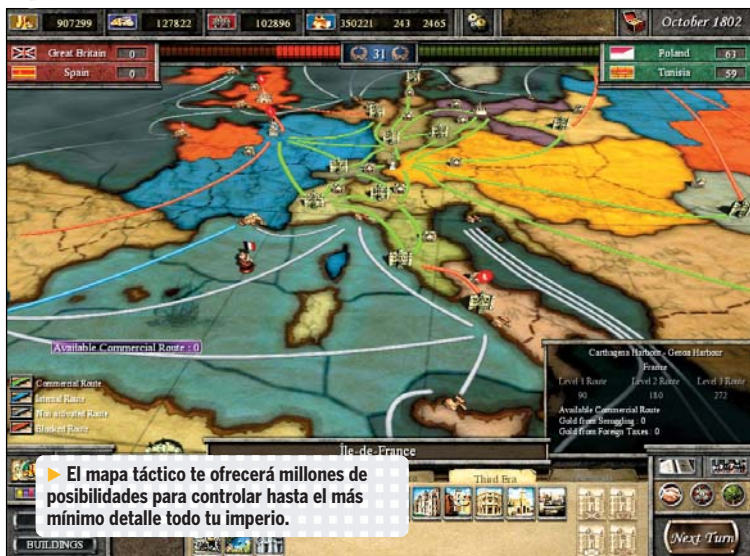 907299 127822 102896 350221 243 2465 October 1802
Great Britain 0 31 Poland 63
Spain 0 Tunisia 59
Available Commercial Route : 0
Commercial Route
Internal Route
Non activated Route
Blocked Route
Carthagena Harbour - Genoa Harbour
France
Level 1 Route Level 2 Route Level 3 Route
90 180 272
Available Commercial Route
Gold from Smuggling : 0
Gold from Foreign Taxes : 0
Île-de-France
▶ El mapa táctico te ofrecerá millones de
posibilidades para controlar hasta el más
mínimo detalle todo tu imperio.
Third Era
BUILDINGS
Next Turn